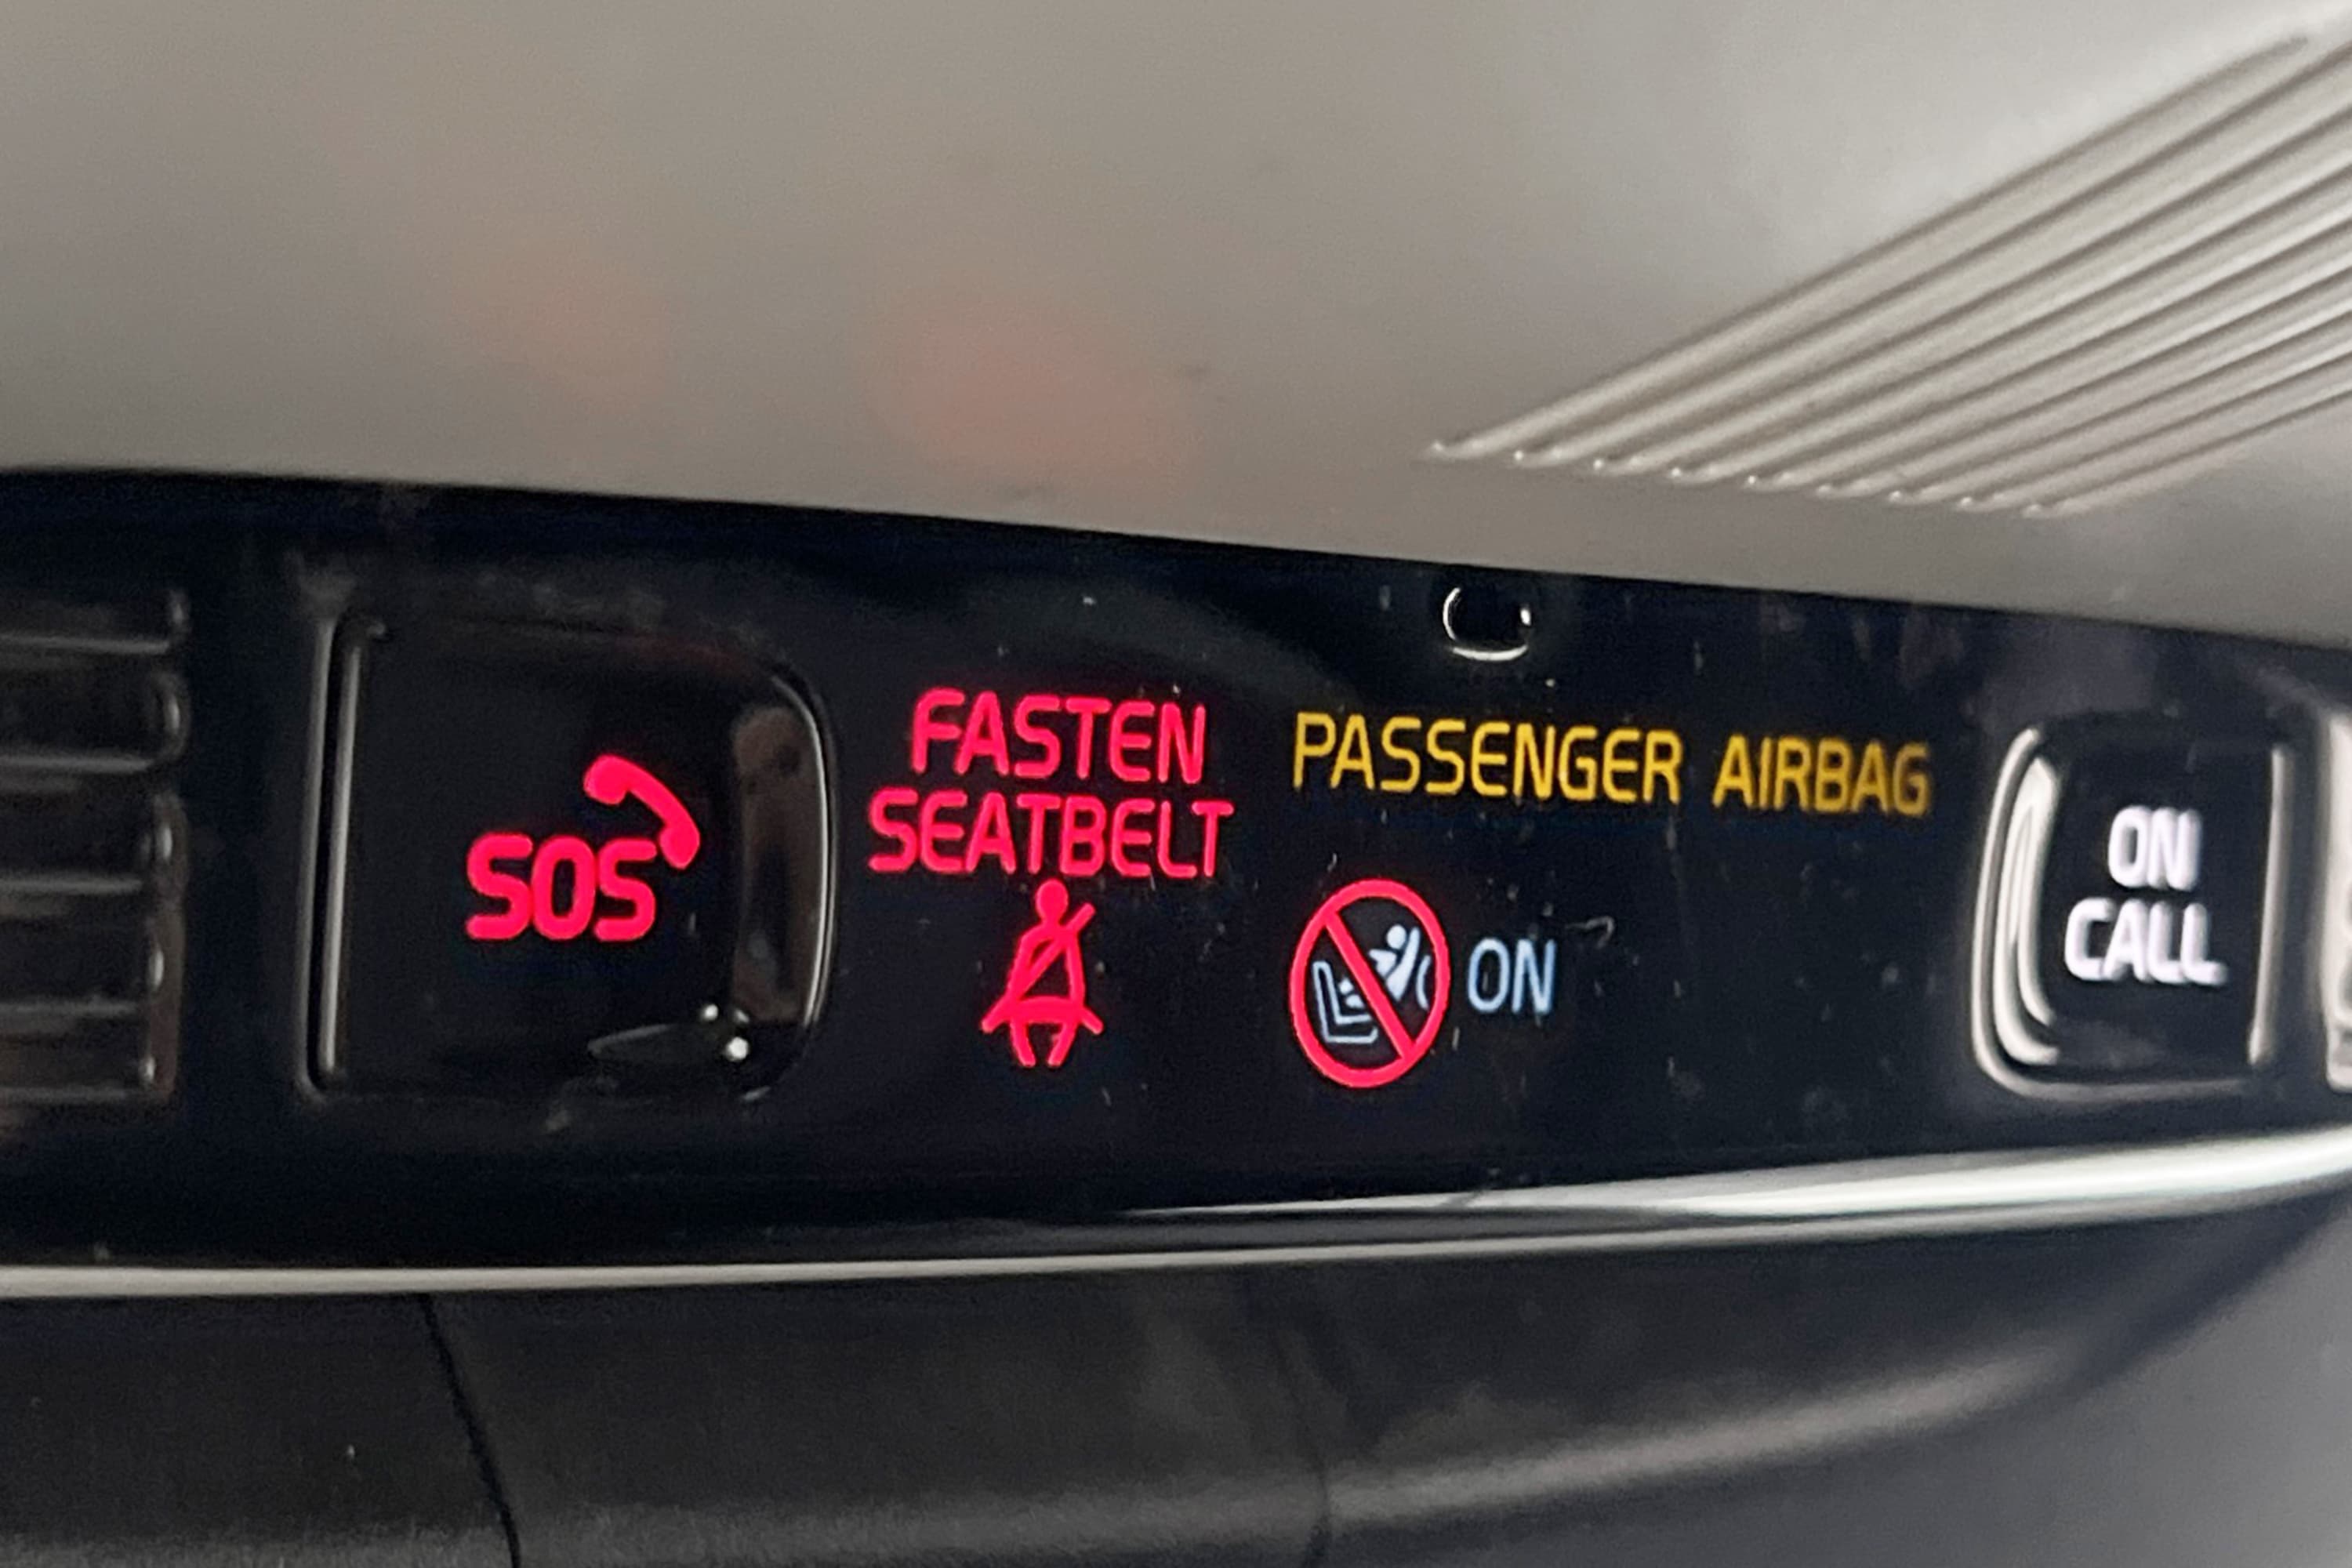 SOS
FASTEN
SEATBELT
PASSENGER AIRBAG
ON
ON
CALL